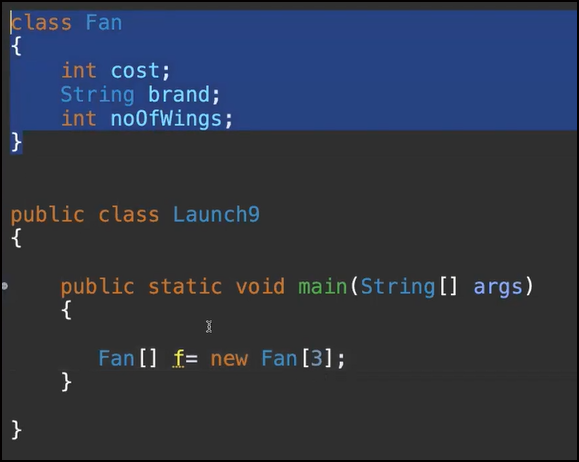 class Fan
{
int cost;
String brand;
int noOfWings;
}
public class Launch9
{
public static void main(String[] args)
{
Fan[] f= new Fan[3];
}
}